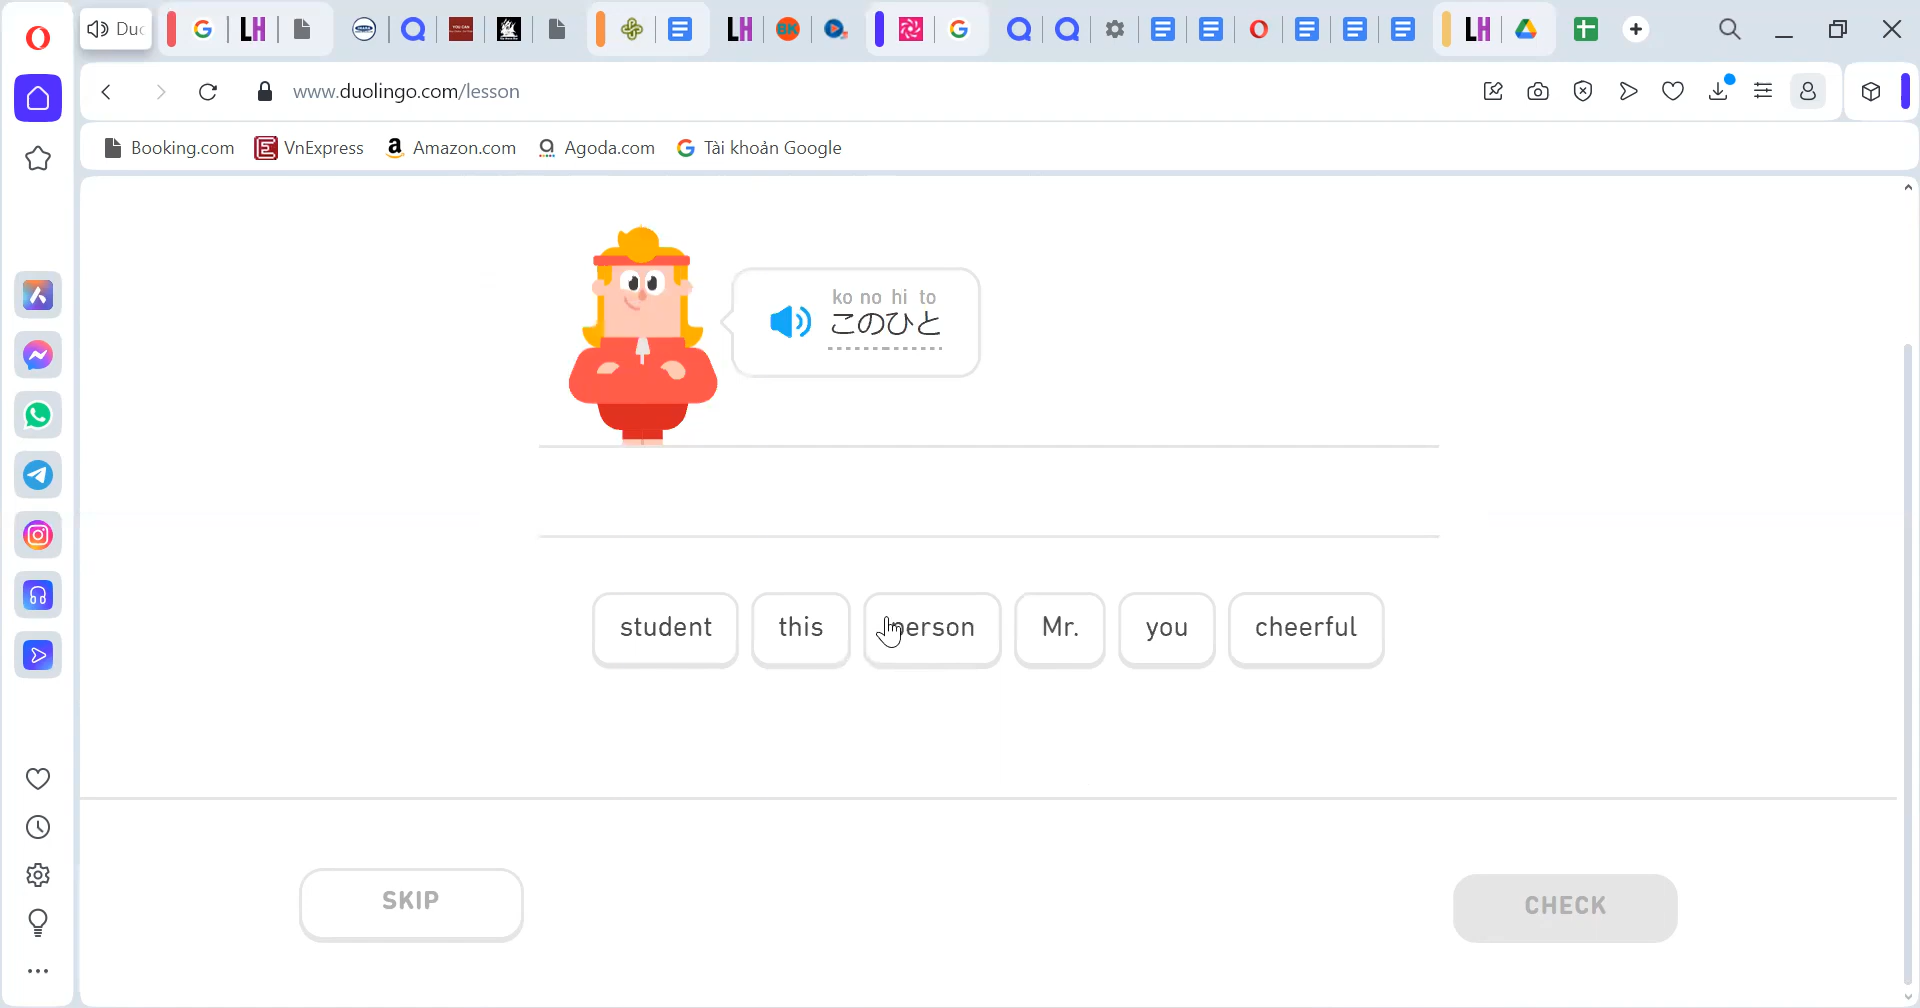 Duo
www.duolingo.com/lesson
Booking.com VnExpress Amazon.com Agoda.com Tài khoản Google
ko no hi to
このひと
student this person Mr. you cheerful
SKIP CHECK